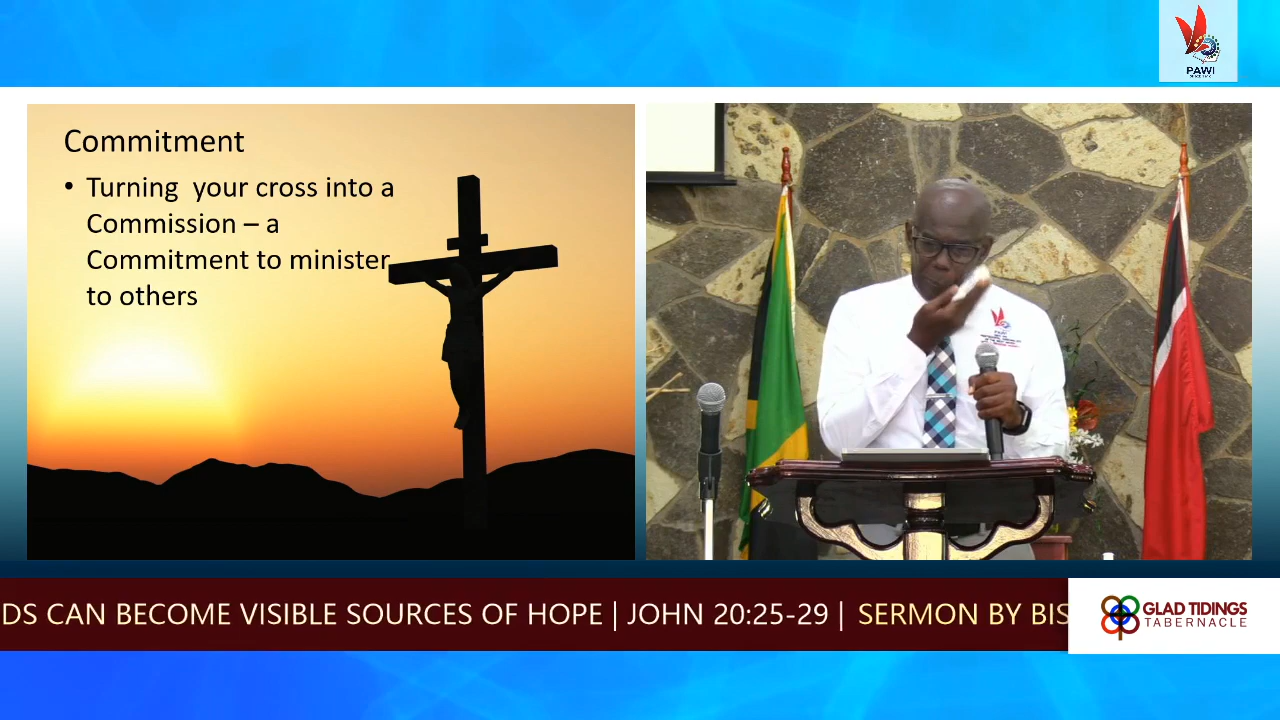 PAWI
Commitment
• Turning  your cross into a
Commission – a
Commitment to minister
to others
DS CAN BECOME VISIBLE SOURCES OF HOPE | JOHN 20:25-29 | SERMON BY BIS
GLAD TIDINGS
TABERNACLE